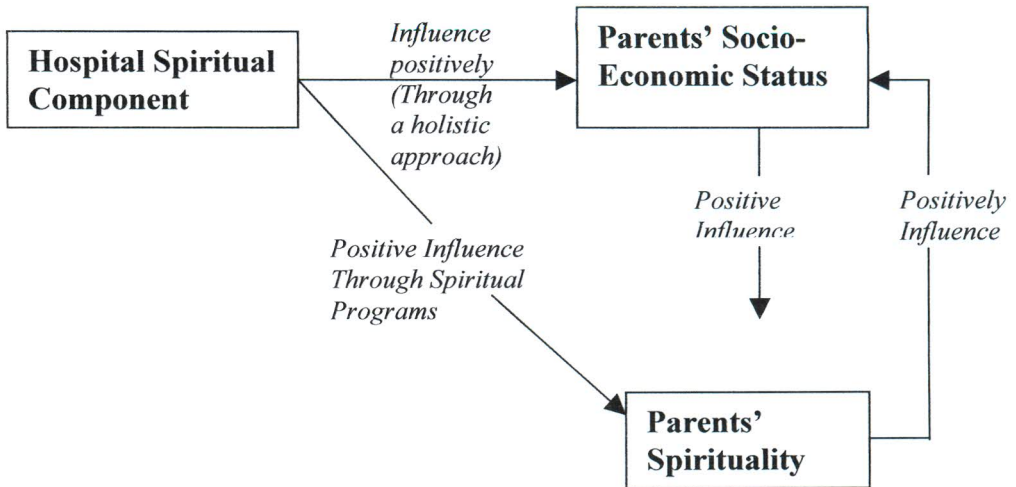 Hospital Spiritual
Component
Influence
positively
(Through
a holistic
approach)
Parents' Socio-
Economic Status
Positive
Influence
Positively
Influence
Positive Influence
Through Spiritual
Programs
Parents'
Spirituality